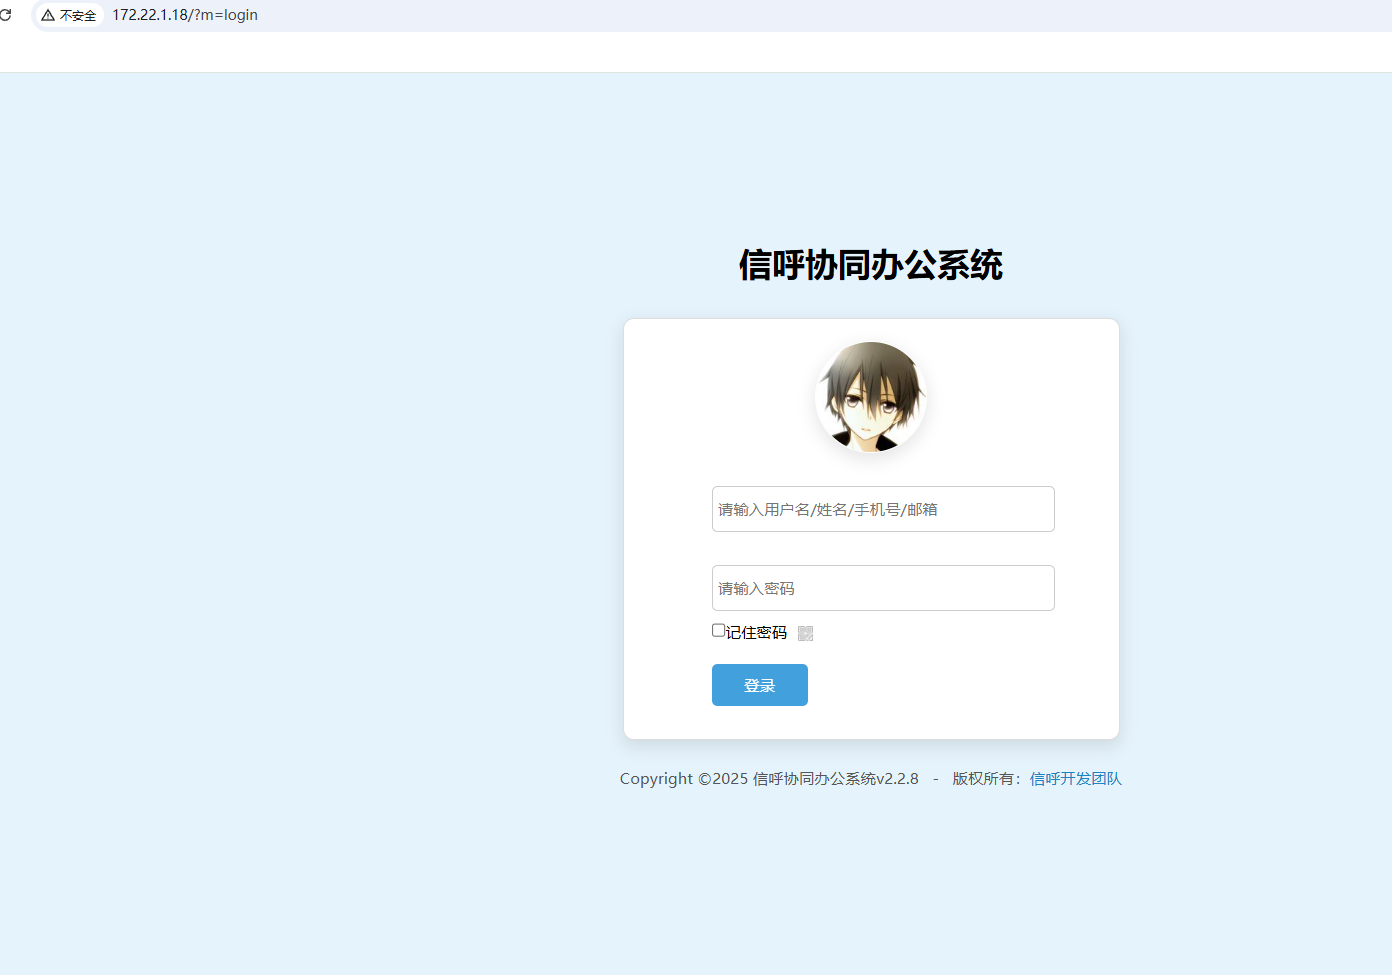 不安全 172.22.1.18/?m=login
信呼协同办公系统
请输入用户名/姓名/手机号/邮箱
请输入密码
记住密码
登录
Copyright ©2025 信呼协同办公系统v2.2.8 - 版权所有：信呼开发团队